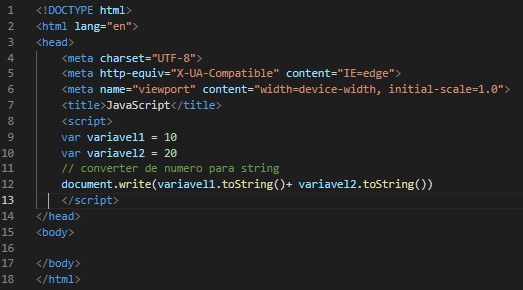 1 <!DOCTYPE html>
2 <html lang="en">
3 <head>
4     <meta charset="UTF-8">
5     <meta http-equiv="X-UA-Compatible" content="IE=edge">
6     <meta name="viewport" content="width=device-width, initial-scale=1.0">
7     <title>JavaScript</title>
8     <script>
9     var variavel1 = 10
10     var variavel2 = 20
11     // converter de numero para string
12     document.write(variavel1.toString()+ variavel2.toString())
13     </script>
14 </head>
15 <body>
16
17 </body>
18 </html>